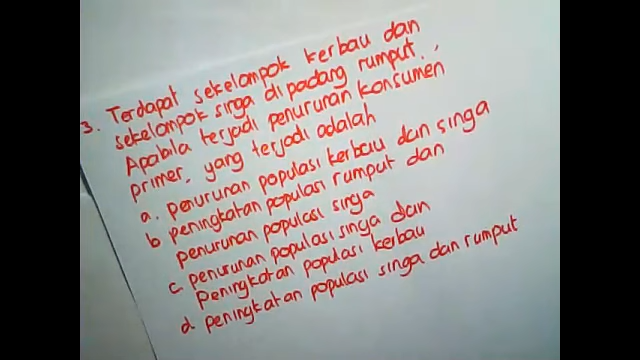 3. Terdapat sekelompok kerbau dan
sekelompok singa di padang rumput.
Apabila terjadi penurunan konsumen
primer, yang terjadi adalah
a. penurunan populasi kerbau dan singa
b peningkatan populasi rumput dan
penurunan populasi singa
c. penurunan populasi singa dan
Peningkatan populasi kerbau
d. peningkatan populasi singa dan rumput